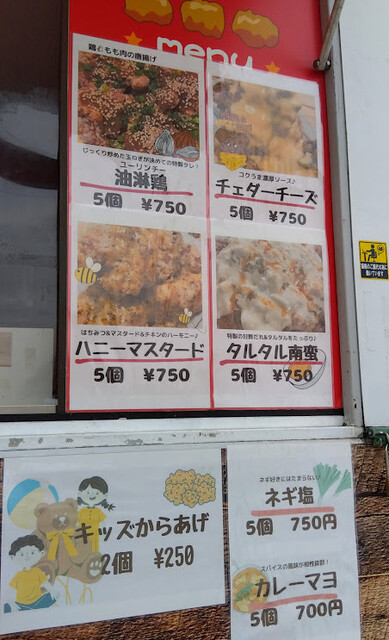 menu
鶏もも肉の唐揚げ
じっくり炒めた玉ねぎが決めての特製タレ!
ユーリンチー
油淋鶏
5個 ¥750
コクうま濃厚ソース♪
チェダーチーズ
5個 ¥750
はちみつ&マスタード&チキンのハーモニー♪
ハニーマスタード
5個 ¥750
特製の甘酢だれ&タルタルをたっぷり♪
タルタル南蛮
5個 ¥750
キッズからあげ
2個 ¥250
ネギ好きにはたまらない!
ネギ塩
5個 750円
スパイスの風味が相性抜群!
カレーマヨ
5個 700円